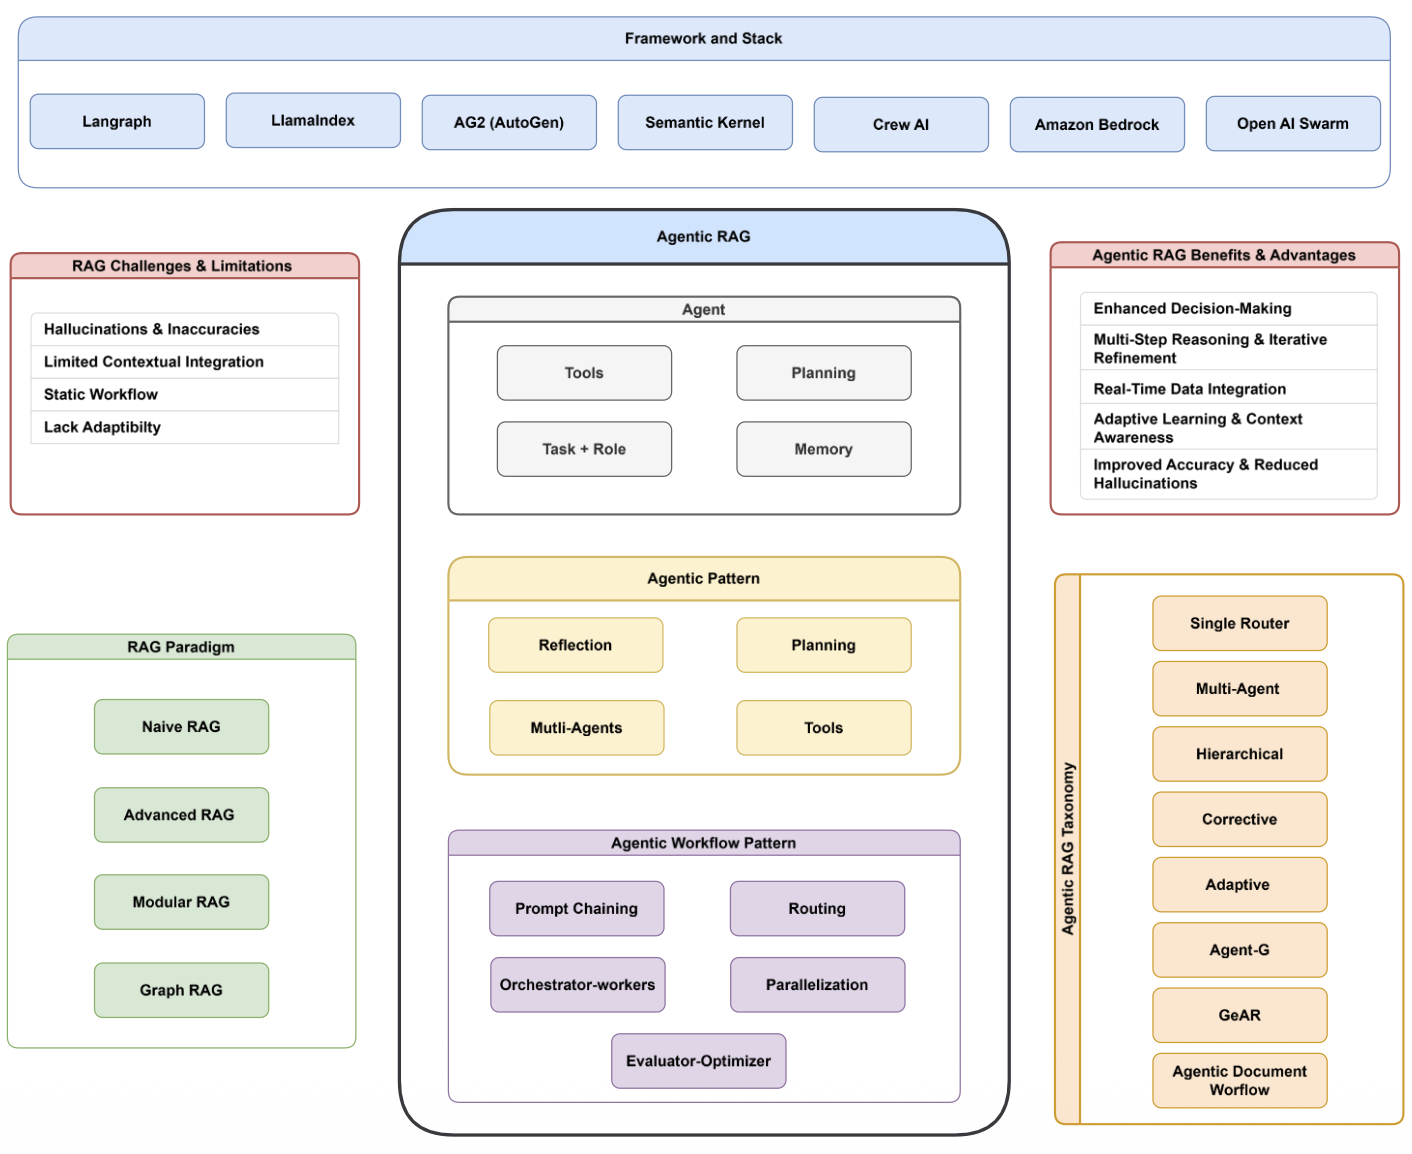 Framework and Stack
Langraph
LlamaIndex
AG2 (AutoGen)
Semantic Kernel
Crew AI
Amazon Bedrock
Open AI Swarm
RAG Challenges & Limitations
Hallucinations & Inaccuracies
Limited Contextual Integration
Static Workflow
Lack Adaptibilty
RAG Paradigm
Naive RAG
Advanced RAG
Modular RAG
Graph RAG
Agentic RAG
Agent
Tools
Planning
Task + Role
Memory
Agentic Pattern
Reflection
Planning
Mutli-Agents
Tools
Agentic Workflow Pattern
Prompt Chaining
Routing
Orchestrator-workers
Parallelization
Evaluator-Optimizer
Agentic RAG Benefits & Advantages
Enhanced Decision-Making
Multi-Step Reasoning & Iterative
Refinement
Real-Time Data Integration
Adaptive Learning & Context
Awareness
Improved Accuracy & Reduced
Hallucinations
Agentic RAG Taxonomy
Single Router
Multi-Agent
Hierarchical
Corrective
Adaptive
Agent-G
GeAR
Agentic Document
Worflow